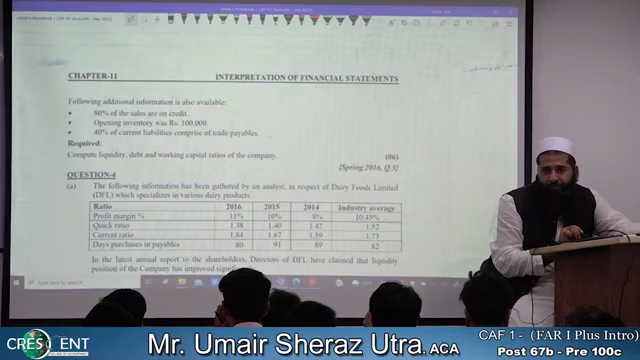 CHAPTER-11 INTERPRETATION OF FINANCIAL STATEMENTS
Following additional information is also available:
• 80% of the sales are on credit.
• Opening inventory was Rs. 100,000.
• 40% of current liabilities comprise of trade payables.
Required:
Compute liquidity, debt and working capital ratios of the company. (06)
[Spring 2016, Q.3]
QUESTION-4
(a) The following information has been gathered by an analyst, in respect of Dairy Foods Limited
(DFL) which specializes in various dairy products.
Ratio 2016 2015 2014 Industry average
Profit margin % 11% 10% 8% 10.45%
Quick ratio 1.38 1.40 1.42 1.52
Current ratio 1.84 1.67 1.59 1.73
Days purchases in payables 80 91 89 82
In the latest annual report to the shareholders, Directors of DFL have claimed that liquidity
position of the Company has improved
CRESCENT
Mr. Umair Sheraz Utra. ACA
CAF 1 - (FAR I Plus Intro)
Post 67b - Pre 100c